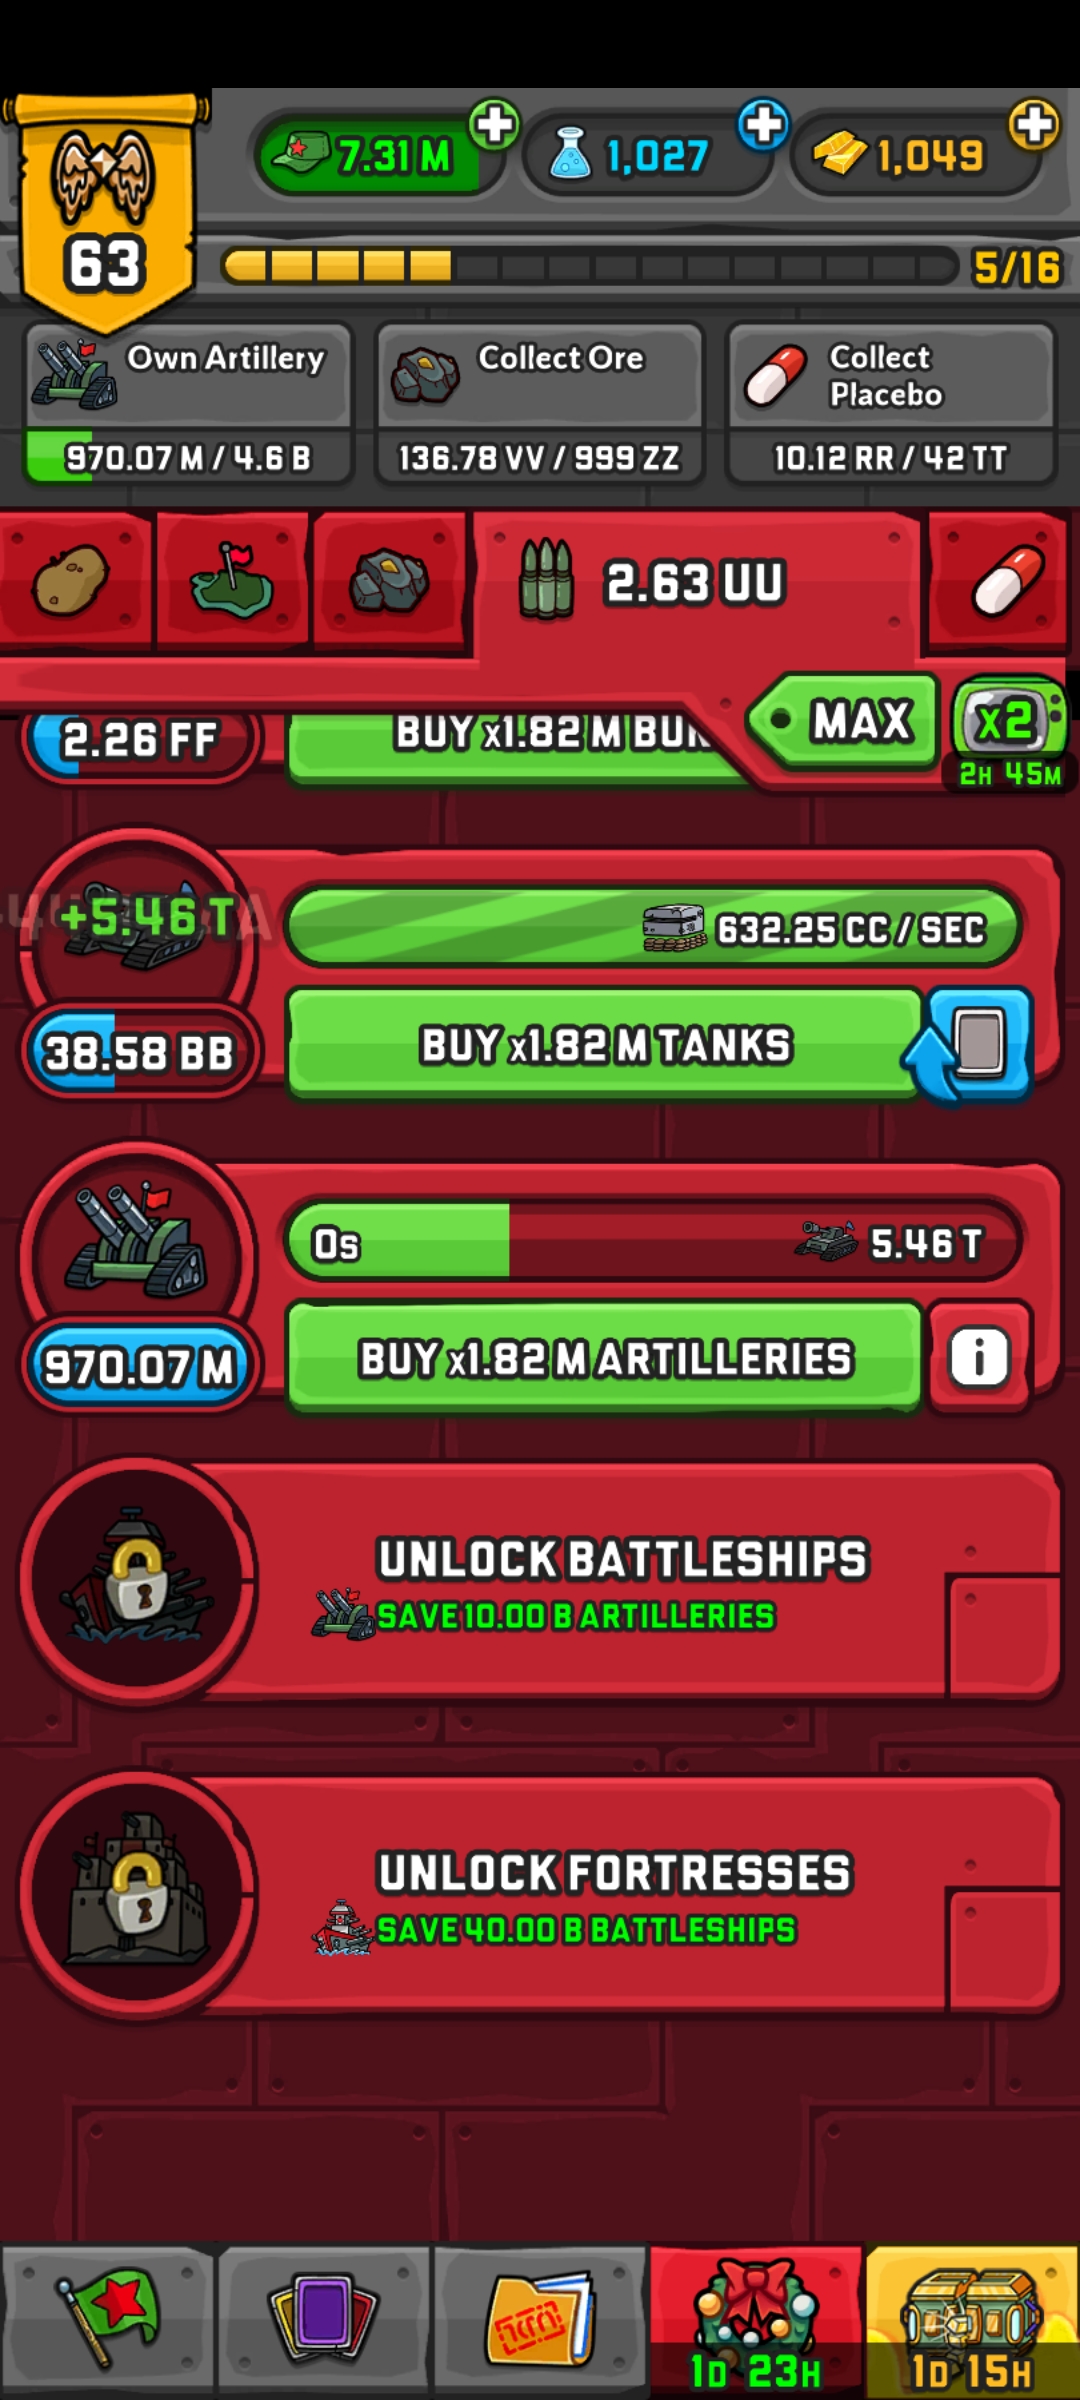 7.31 M
1,027
1,049
63
5/16
Own Artillery
970.07 M / 4.6 B
Collect Ore
136.78 VV / 999 ZZ
Collect
Placebo
10.12 RR / 42 TT
2.63 UU
MAX
x2
2H 45M
2.26 FF
BUY x1.82 M BUN
+5.46 T
632.25 CC / SEC
38.58 BB
BUY x1.82 M TANKS
0s
5.46 T
970.07 M
BUY x1.82 M ARTILLERIES
i
UNLOCK BATTLESHIPS
SAVE 10.00 B ARTILLERIES
UNLOCK FORTRESSES
SAVE 40.00 B BATTLESHIPS
1D 23H
1D 15H